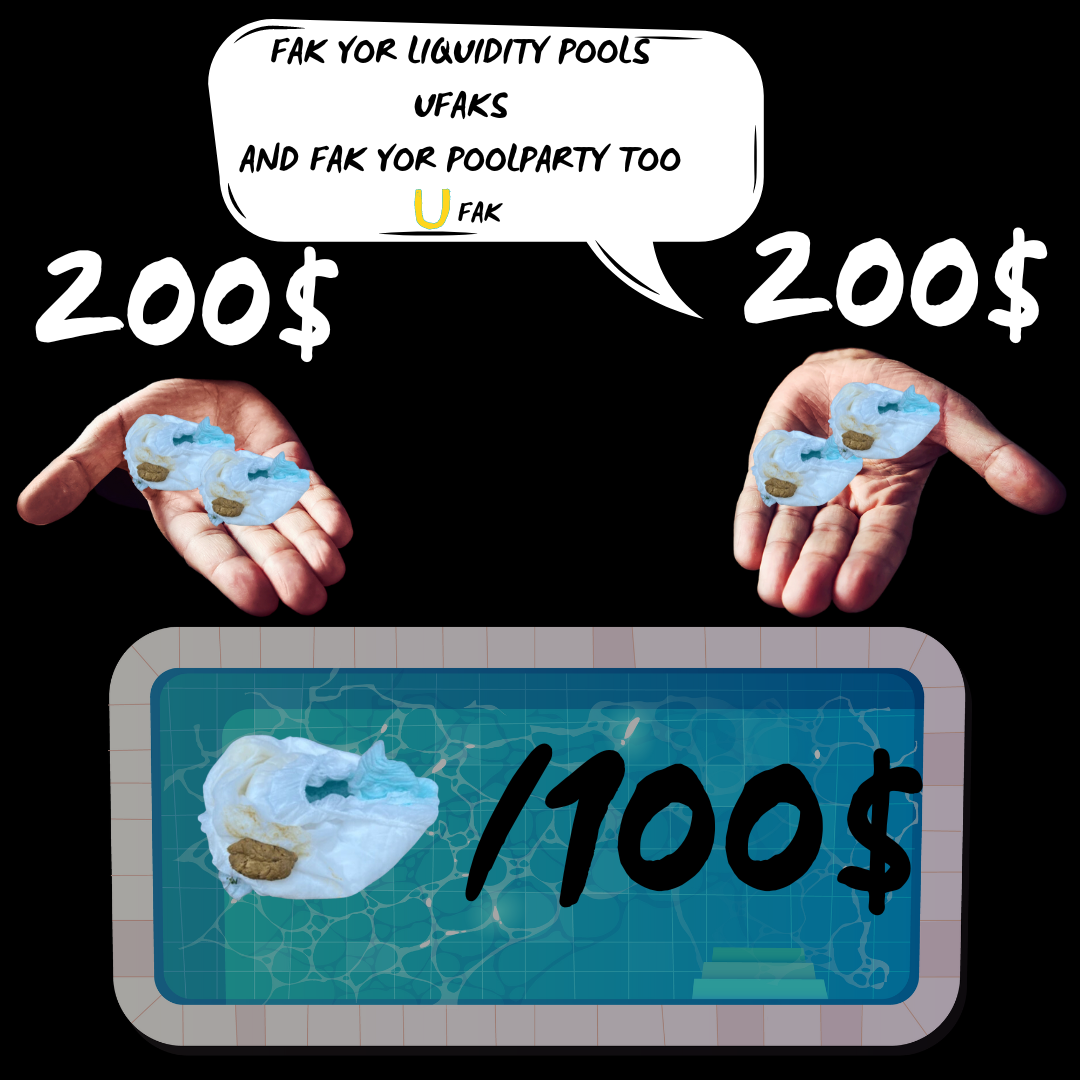 FAK YOR LIQUIDITY POOLS
UFAKS
AND FAK YOR POOLPARTY TOO
U FAK
200$
200$
/100$